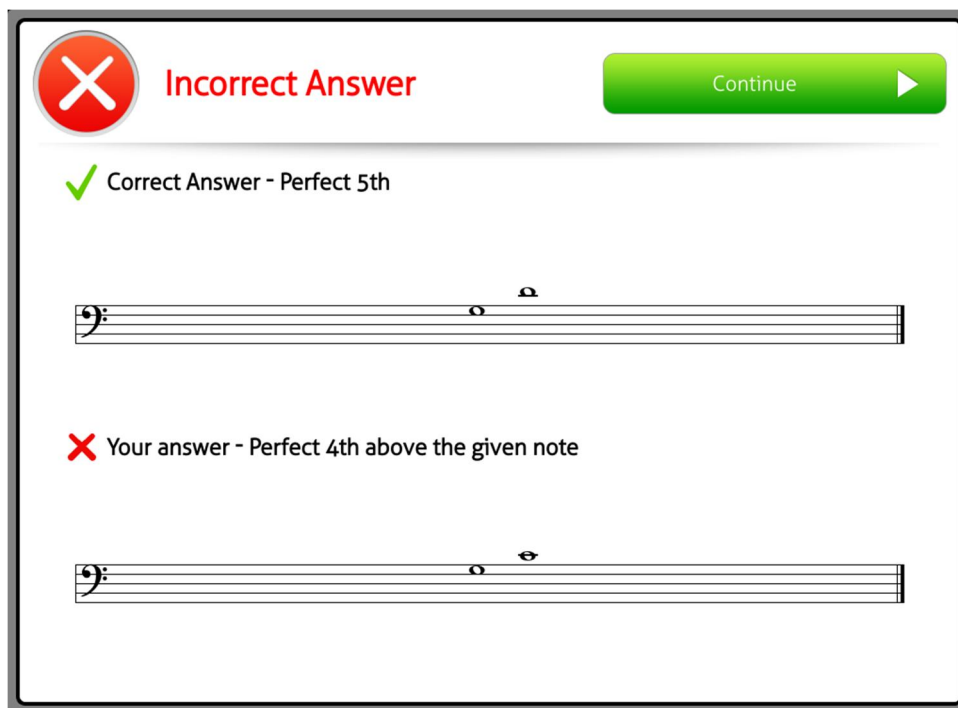 Incorrect Answer
Continue
Correct Answer - Perfect 5th
Your answer - Perfect 4th above the given note